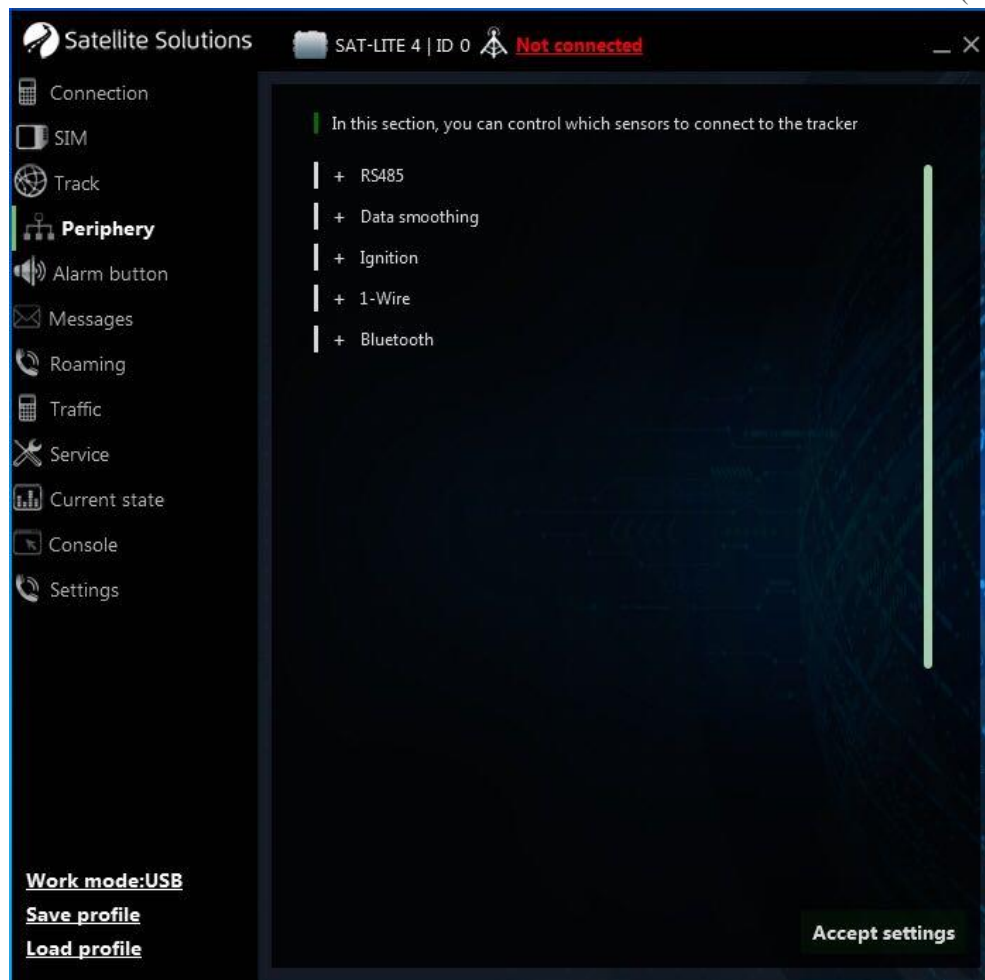 Satellite Solutions
SAT-LITE 4 | ID 0 Not connected
Connection
SIM
Track
Periphery
Alarm button
Messages
Roaming
Traffic
Service
Current state
Console
Settings
Work mode:USB
Save profile
Load profile
In this section, you can control which sensors to connect to the tracker
+ RS485
+ Data smoothing
+ Ignition
+ 1-Wire
+ Bluetooth
Accept settings